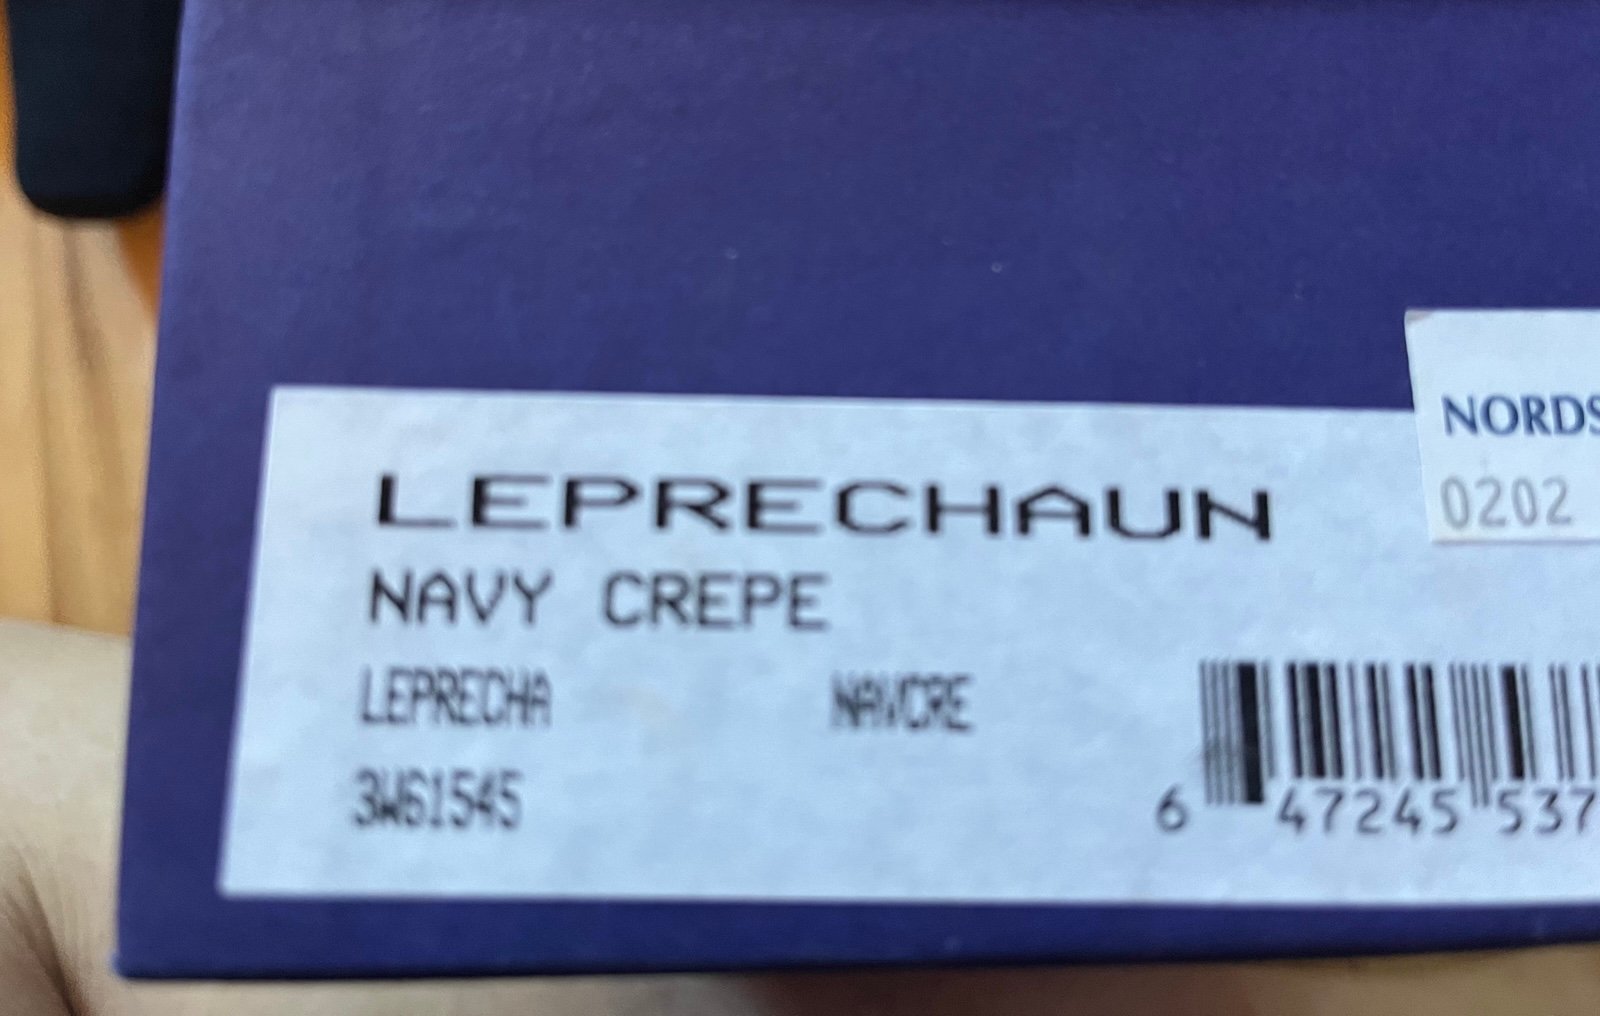 NORDS
0202
LEPRECHAUN
NAVY CREPE
LEPRECHA NAVCRE
3W61545
6 47245 537